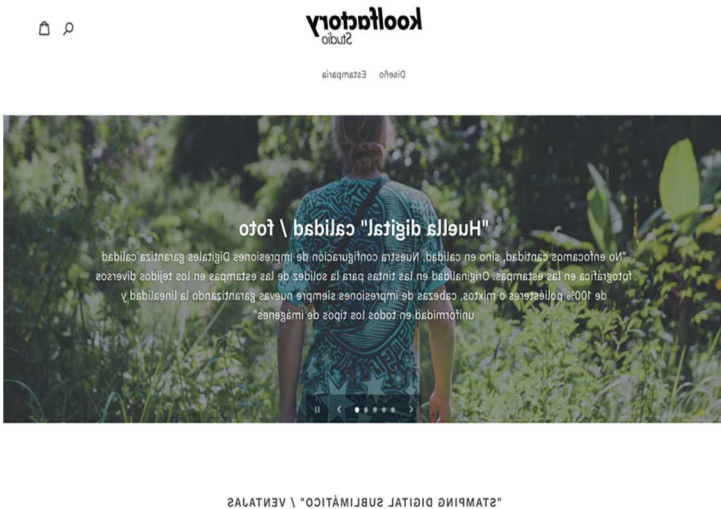 koolfactory
Studio
Diseño Estamparia
"Huella digital" calidad / foto
"No enfocamos cantidad, sino en calidad. Nuestra configuración de impresiones Digitales garantiza calidad
fotográfica en las estampas. Originalidad en las tintas para la solidez de las estampas en los tejidos diversos
de 100% poliésteres o mixtos, cabezas de impresiones siempre nuevas garantizando la linealidad y
uniformidad en todos los tipos de imágenes"
"STAMPING DIGITAL SUBLIMÁTICO" / VENTAJAS